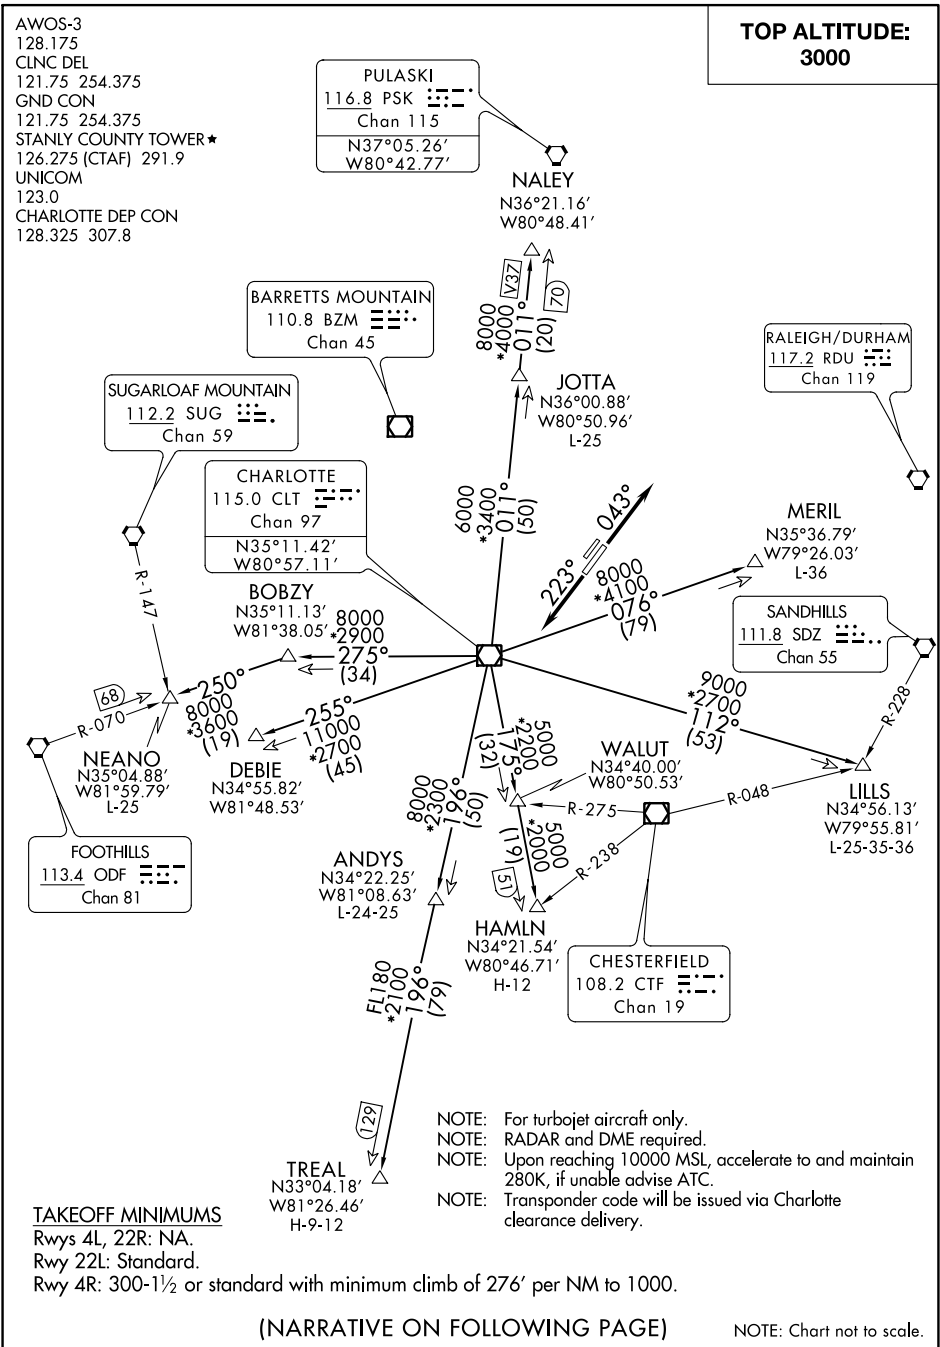 AWOS-3
128.175
CLNC DEL
121.75 254.375
GND CON
121.75 254.375
STANLY COUNTY TOWER★
126.275 (CTAF) 291.9
UNICOM
123.0
CHARLOTTE DEP CON
128.325 307.8
TOP ALTITUDE:
3000
PULASKI
116.8 PSK
Chan 115
N37°05.26′
W80°42.77′
NALEY
N36°21.16′
W80°48.41′
V37
70
8000
*4000
011°
(20)
BARRETTS MOUNTAIN
110.8 BZM
Chan 45
RALEIGH/DURHAM
117.2 RDU
Chan 119
JOTTA
N36°00.88′
W80°50.96′
L-25
SUGARLOAF MOUNTAIN
112.2 SUG
Chan 59
CHARLOTTE
115.0 CLT
Chan 97
N35°11.42′
W80°57.11′
6000
*3400
011°
(50)
043°
223°
MERIL
N35°36.79′
W79°26.03′
L-36
8000
*4100
076°
(79)
R-147
BOBZY
N35°11.13′
W81°38.05′
8000
*2900
275°
(34)
SANDHILLS
111.8 SDZ
Chan 55
68
R-070
250°
8000
*3600
(19)
255°
11000
*2700
(45)
9000
*2700
112°
(53)
R-228
NEANO
N35°04.88′
W81°59.79′
L-25
DEBIE
N34°55.82′
W81°48.53′
8000
*2300
196°
(50)
5000
*2200
175°
(32)
WALUT
N34°40.00′
W80°50.53′
R-275
R-048
LILLS
N34°56.13′
W79°55.81′
L-25-35-36
FOOTHILLS
113.4 ODF
Chan 81
ANDYS
N34°22.25′
W81°08.63′
L-24-25
5000
*2000
(19)
R-238
51
HAMLN
N34°21.54′
W80°46.71′
H-12
CHESTERFIELD
108.2 CTF
Chan 19
FL180
*2100
196°
(79)
129
TREAL
N33°04.18′
W81°26.46′
H-9-12
NOTE: For turbojet aircraft only.
NOTE: RADAR and DME required.
NOTE: Upon reaching 10000 MSL, accelerate to and maintain
280K, if unable advise ATC.
NOTE: Transponder code will be issued via Charlotte
clearance delivery.
TAKEOFF MINIMUMS
Rwys 4L, 22R: NA.
Rwy 22L: Standard.
Rwy 4R: 300-1½ or standard with minimum climb of 276′ per NM to 1000.
(NARRATIVE ON FOLLOWING PAGE)
NOTE: Chart not to scale.